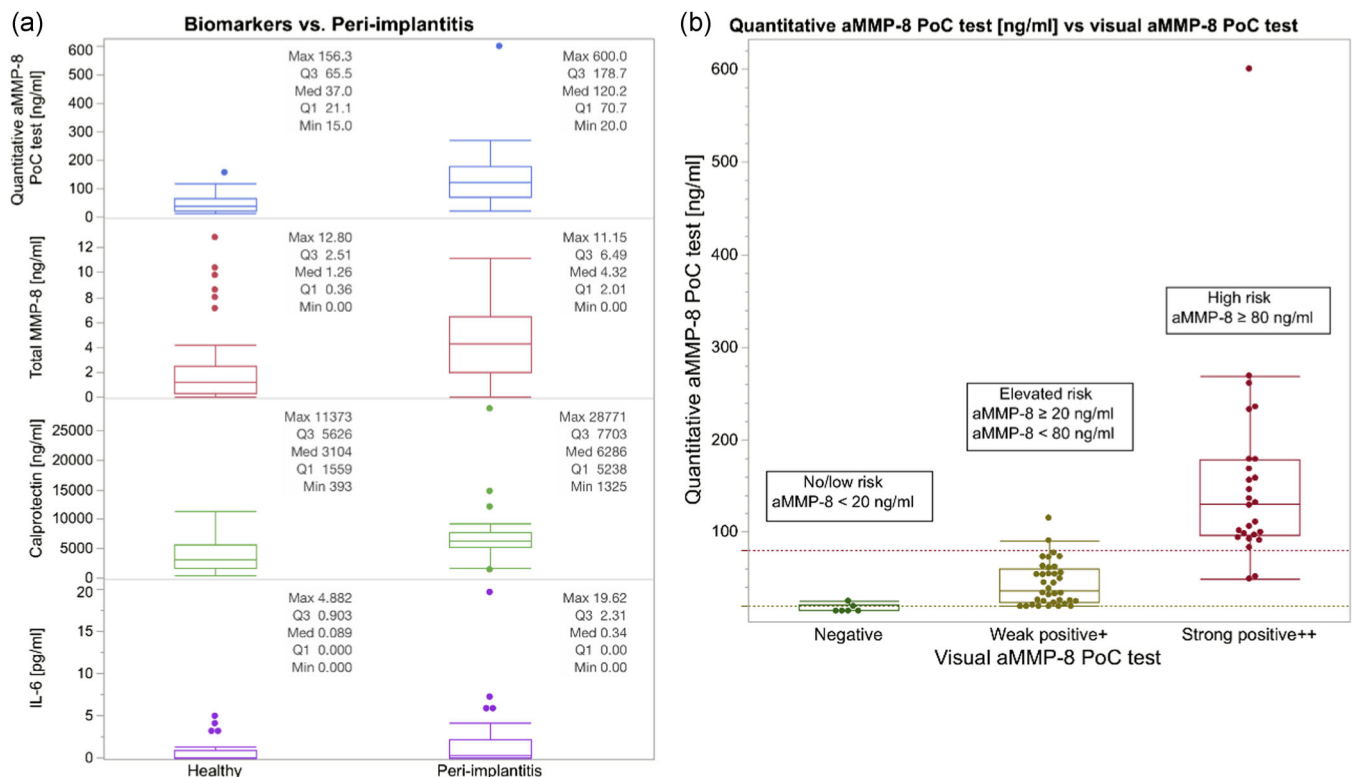 (a)
Biomarkers vs. Peri-implantitis
Quantitative aMMP-8
PoC test [ng/ml]
600
500
400
300
200
100
0
Max 156.3
Q3 65.5
Med 37.0
Q1 21.1
Min 15.0
Max 600.0
Q3 178.7
Med 120.2
Q1 70.7
Min 20.0
Total MMP-8 [ng/ml]
12
10
8
6
4
2
0
Max 12.80
Q3 2.51
Med 1.26
Q1 0.36
Min 0.00
Max 11.15
Q3 6.49
Med 4.32
Q1 2.01
Min 0.00
Calprotectin [ng/ml]
25000
20000
15000
10000
5000
0
Max 11373
Q3 5626
Med 3104
Q1 1559
Min 393
Max 28771
Q3 7703
Med 6286
Q1 5238
Min 1325
IL-6 [pg/ml]
20
15
10
5
0
Max 4.882
Q3 0.903
Med 0.089
Q1 0.000
Min 0.000
Max 19.62
Q3 2.31
Med 0.34
Q1 0.00
Min 0.00
Healthy
Peri-implantitis
(b)
Quantitative aMMP-8 PoC test [ng/ml] vs visual aMMP-8 PoC test
Quantitative aMMP-8 PoC test [ng/ml]
600
500
400
300
200
100
No/low risk
aMMP-8 < 20 ng/ml
Elevated risk
aMMP-8 ≥ 20 ng/ml
aMMP-8 < 80 ng/ml
High risk
aMMP-8 ≥ 80 ng/ml
Negative
Weak positive+
Strong positive++
Visual aMMP-8 PoC test